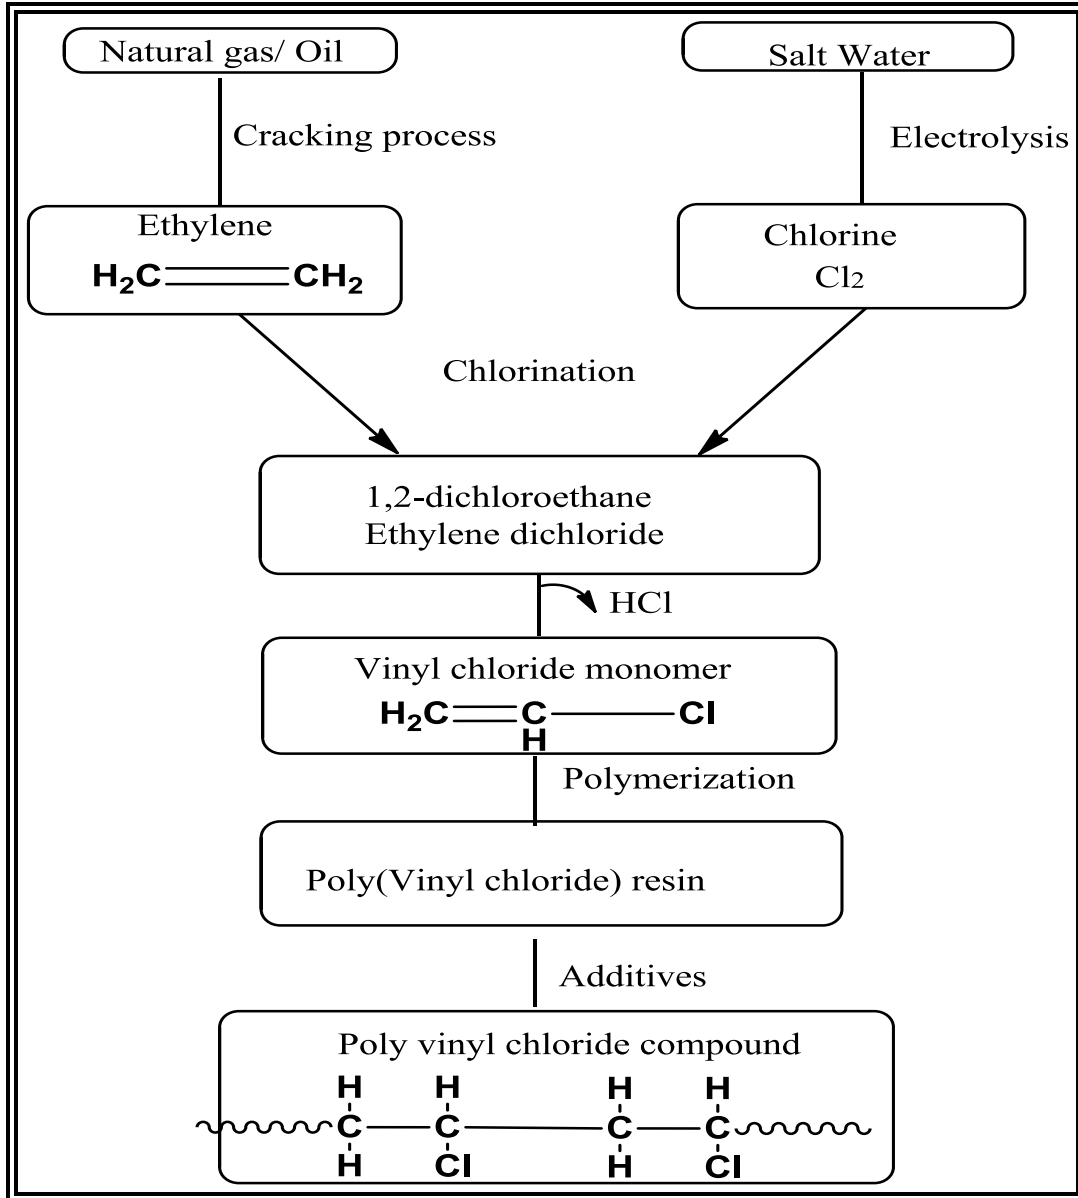 Natural gas/ Oil
Salt Water
Cracking process
Electrolysis
Ethylene
H₂C CH₂
Chlorine
Cl2
Chlorination
1,2-dichloroethane
Ethylene dichloride
HCl
Vinyl chloride monomer
H₂C C Cl
H
Polymerization
Poly(Vinyl chloride) resin
Additives
Poly vinyl chloride compound
H H H H
C C C C
H Cl H Cl